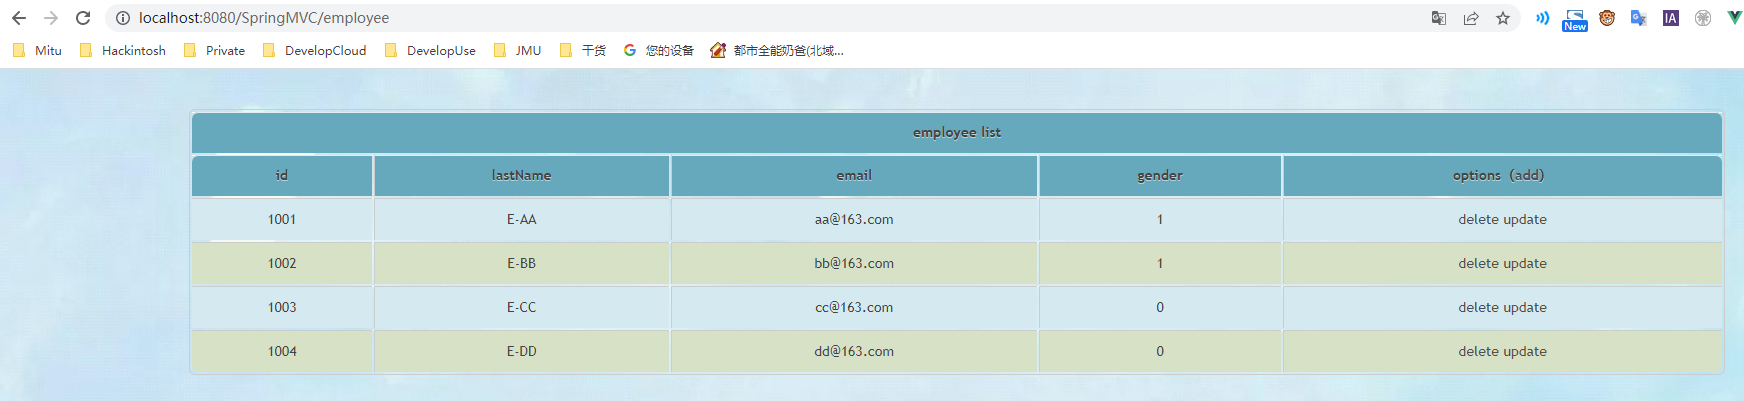 localhost:8080/SpringMVC/employee
New
IA
Mitu Hackintosh Private DevelopCloud DevelopUse JMU 干货 您的设备 都市全能奶爸(北域...
employee list
id lastName email gender options (add)
1001 E-AA aa@163.com 1 delete update
1002 E-BB bb@163.com 1 delete update
1003 E-CC cc@163.com 0 delete update
1004 E-DD dd@163.com 0 delete update